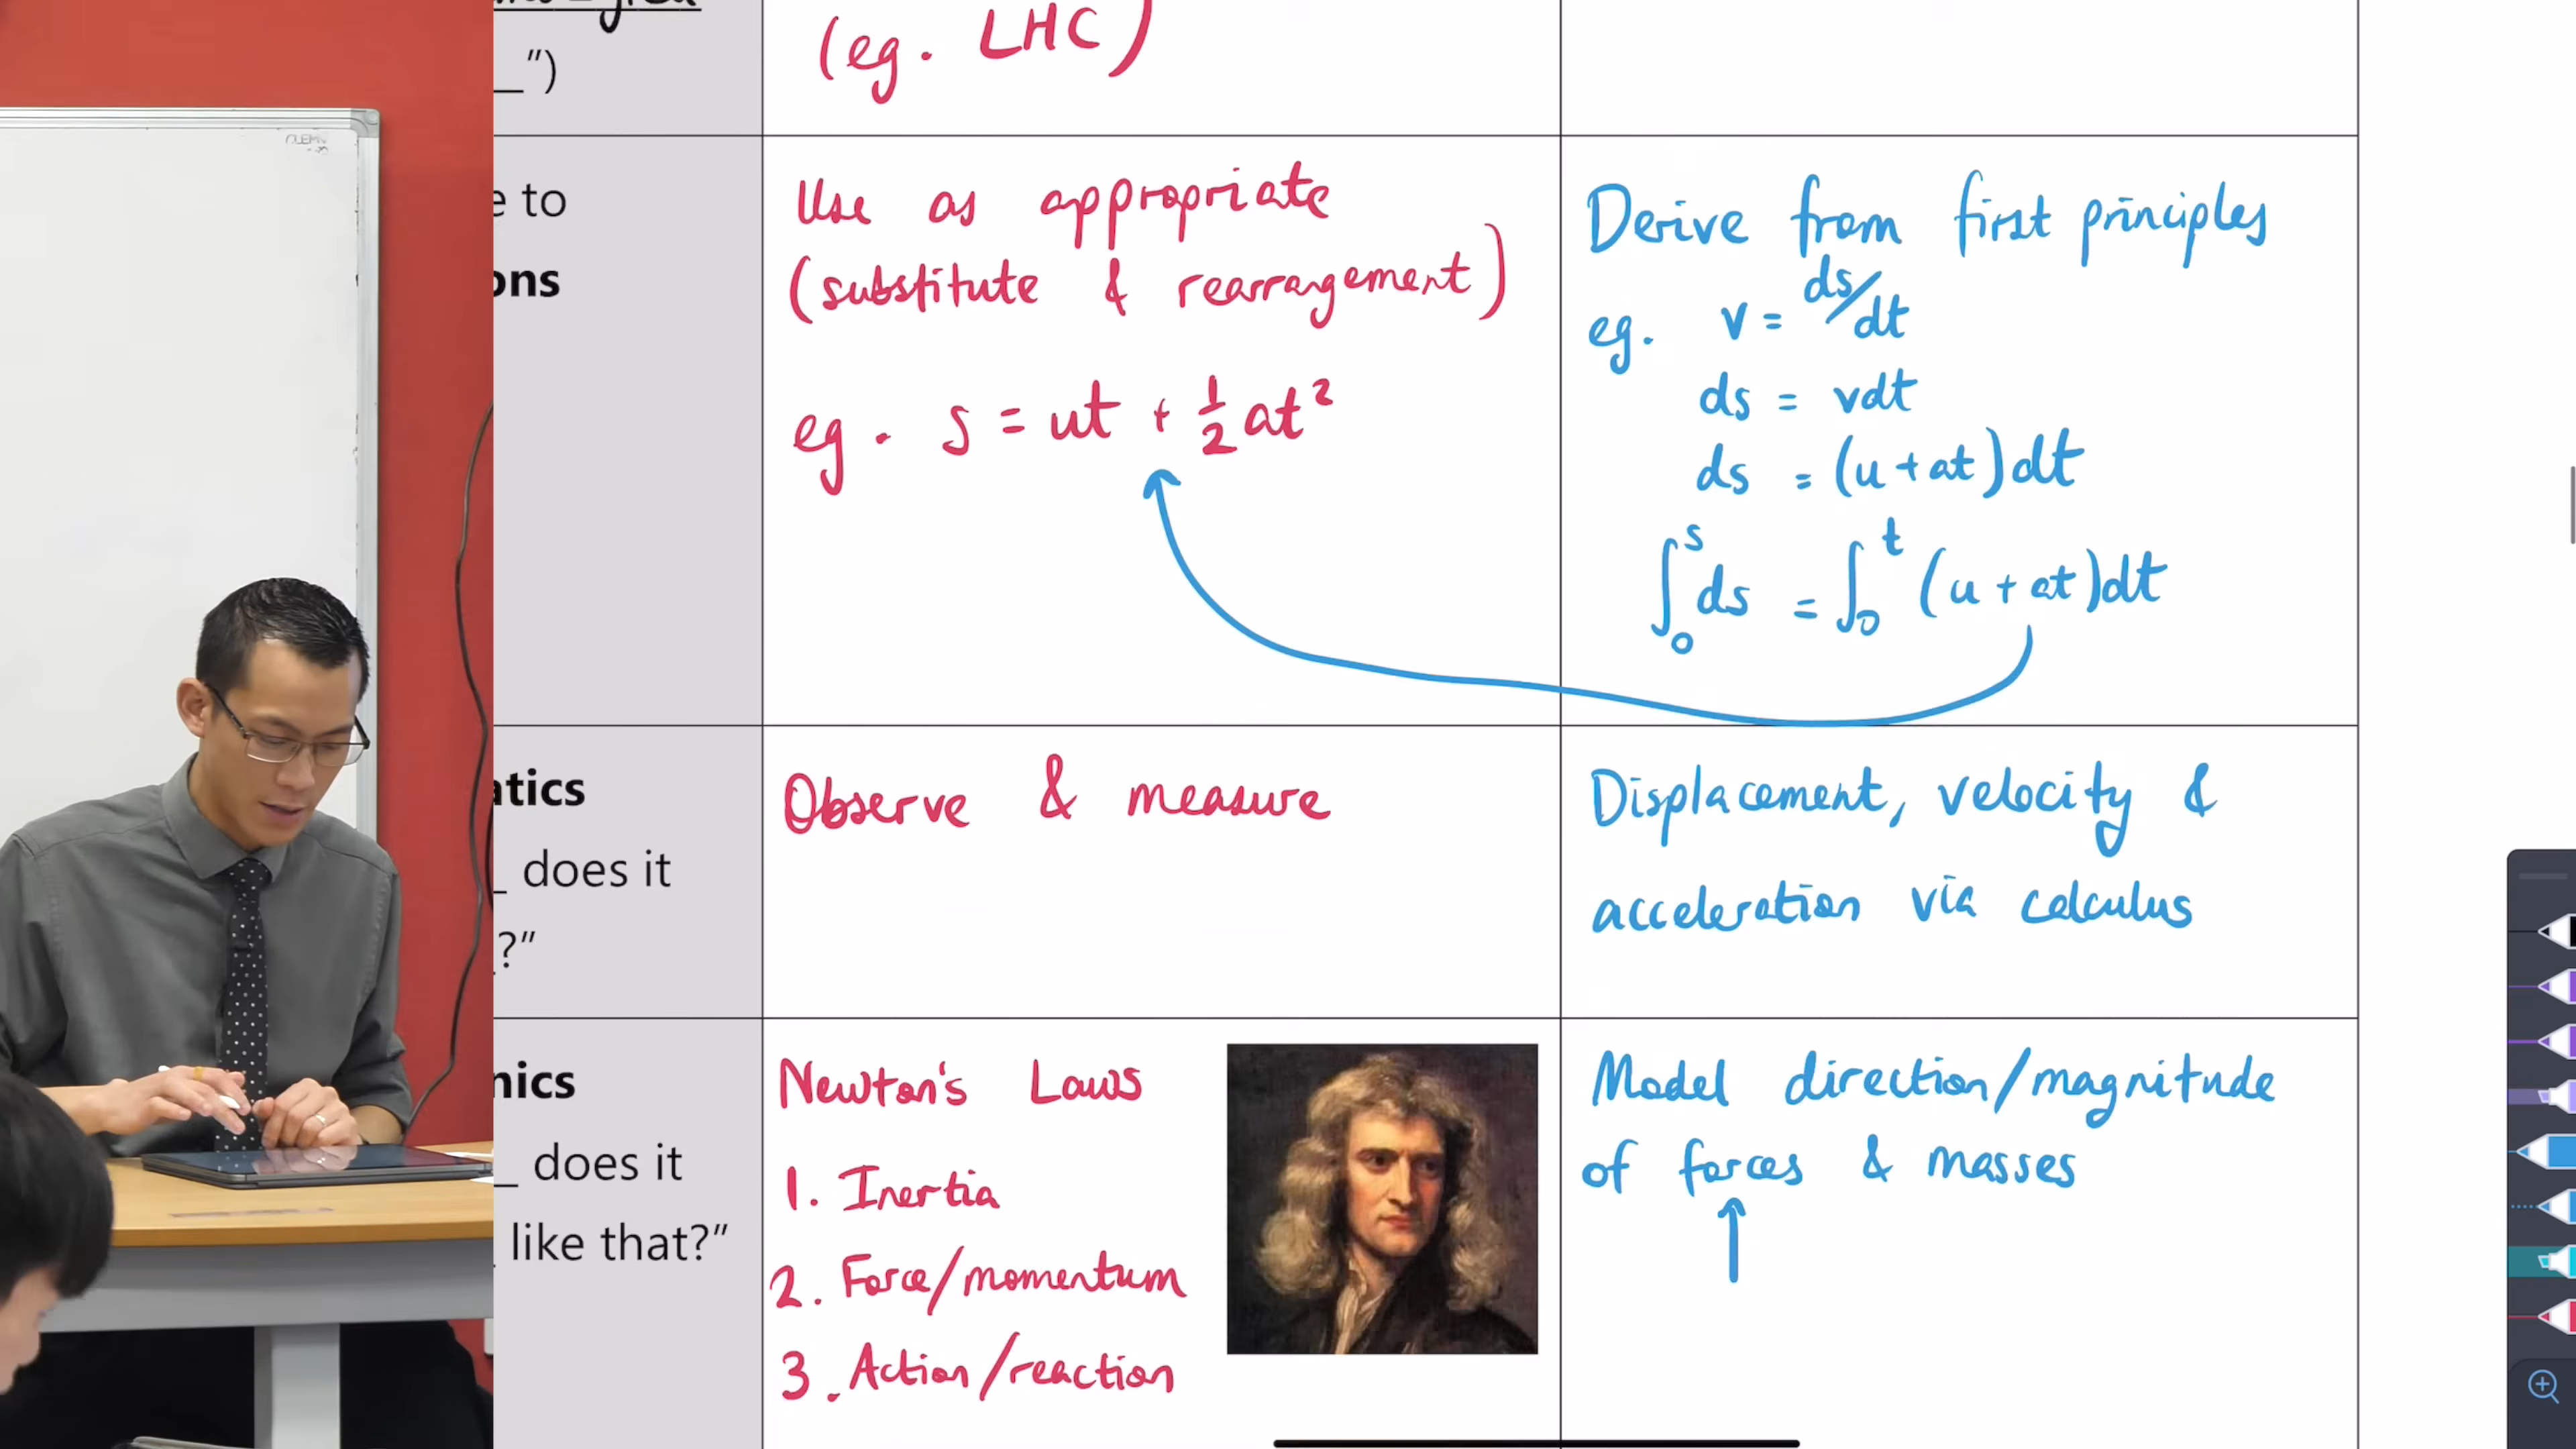 ")
(eg. LHC)
e to
ons
Use as appropriate
(substitute & rearrangement)
eg. s = ut + ½at²
Derive from first principles
eg. v = ds/dt
ds = vdt
ds = (u + at)dt
∫₀ˢ ds = ∫₀ᵗ (u + at)dt
atics
_ does it
?"
Observe & measure
Displacement, velocity &
acceleration via calculus
nics
_ does it
like that?"
Newton's Laws
1. Inertia
2. Force/momentum
3. Action/reaction
Model direction/magnitude
of forces & masses